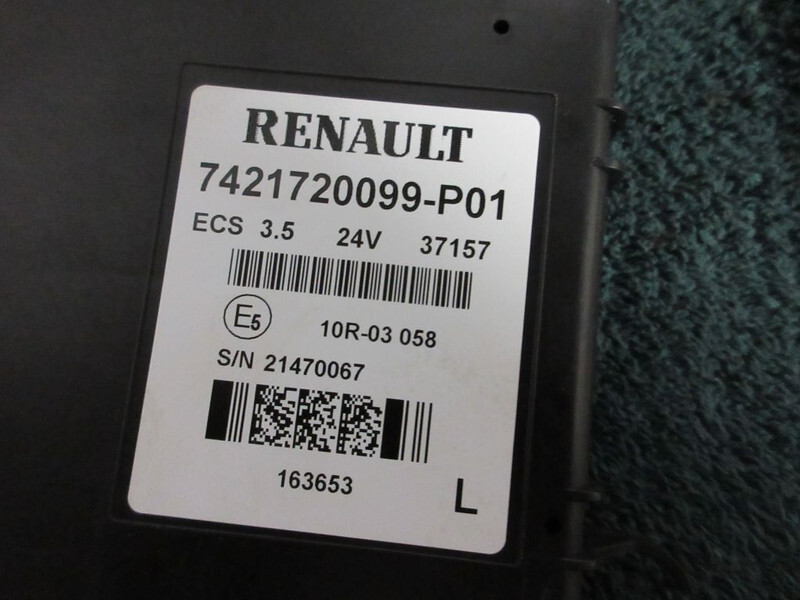 RENAULT
7421720099-P01
ECS 3.5 24V 37157
E5 10R-03 058
S/N 21470067
163653 L